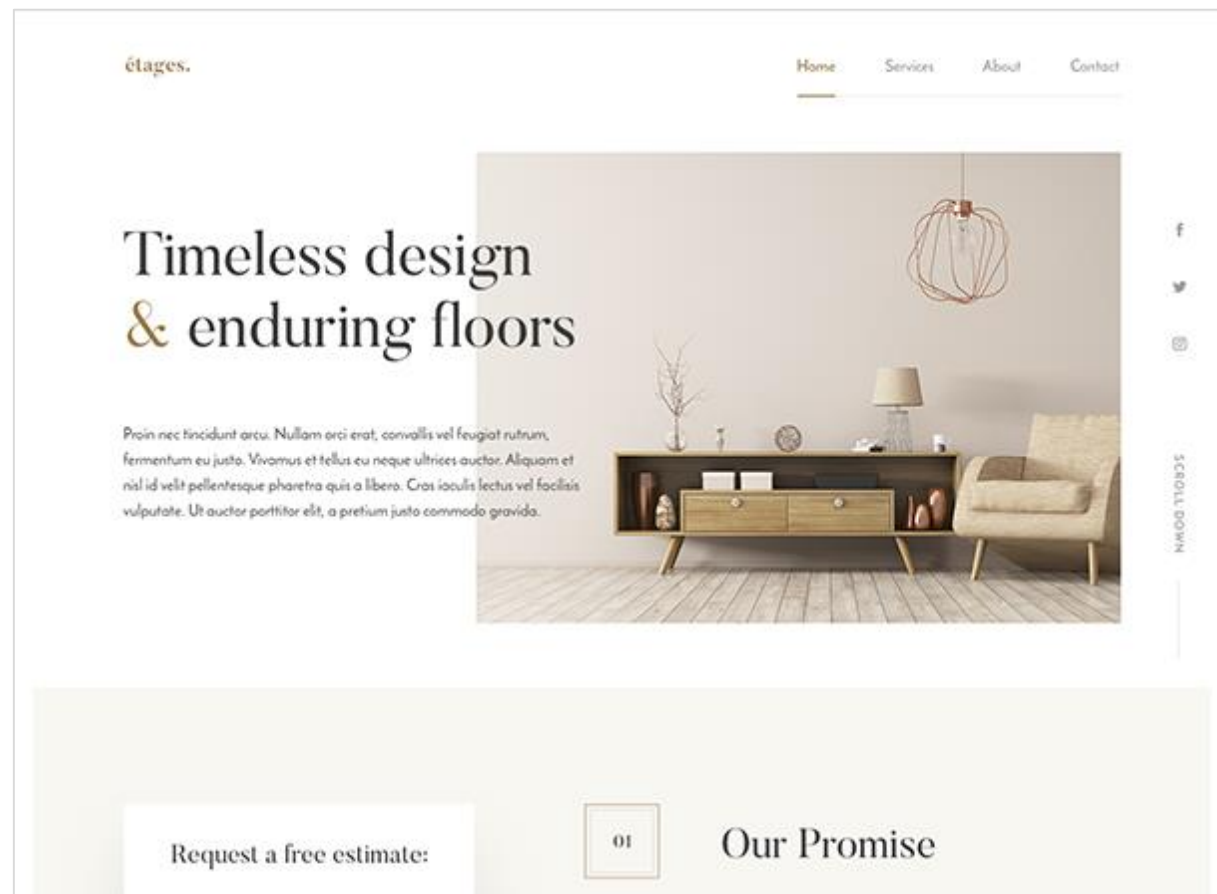 étages.
Home Services About Contact
Timeless design
& enduring floors
Proin nec tincidunt arcu. Nullam orci erat, convallis vel feugiat rutrum,
fermentum eu justo. Vivamus et tellus eu neque ultrices auctor. Aliquam et
nisl id velit pellentesque pharetra quis a libero. Cras iaculis lectus vel facilisis
vulputate. Ut auctor porttitor elit, a pretium justo commodo gravida.
SCROLL DOWN
Request a free estimate:
01
Our Promise